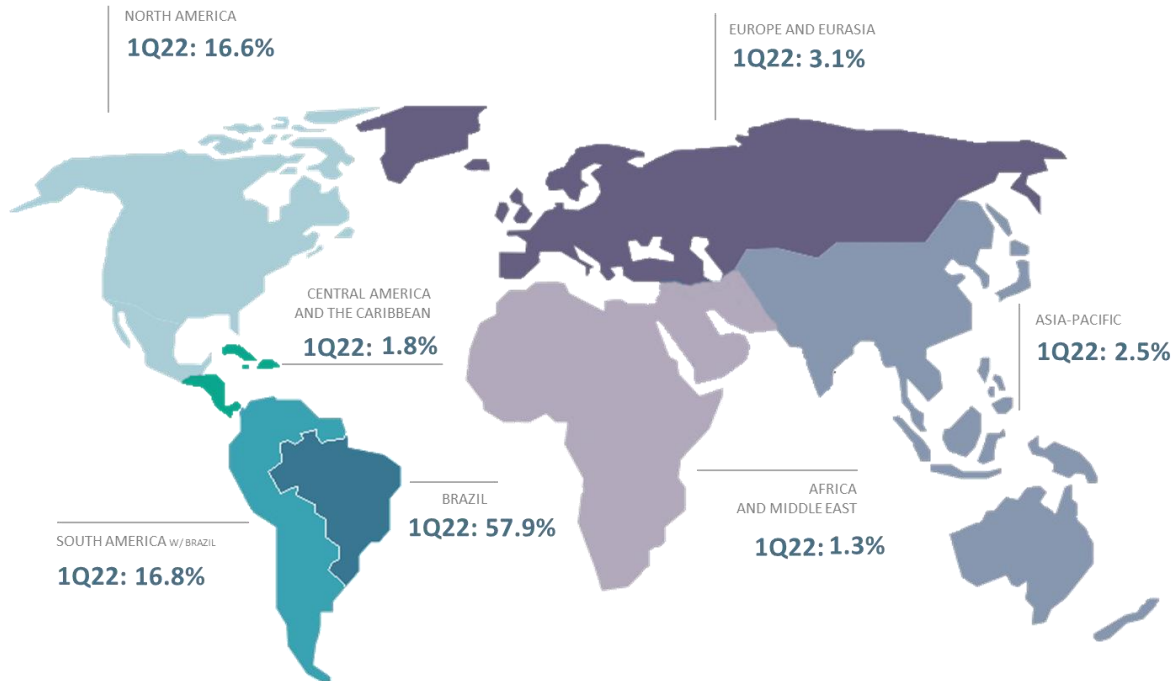 NORTH AMERICA
1Q22: 16.6%
EUROPE AND EURASIA
1Q22: 3.1%
CENTRAL AMERICA
AND THE CARIBBEAN
1Q22: 1.8%
ASIA-PACIFIC
1Q22: 2.5%
BRAZIL
1Q22: 57.9%
AFRICA
AND MIDDLE EAST
1Q22: 1.3%
SOUTH AMERICA W/ BRAZIL
1Q22: 16.8%